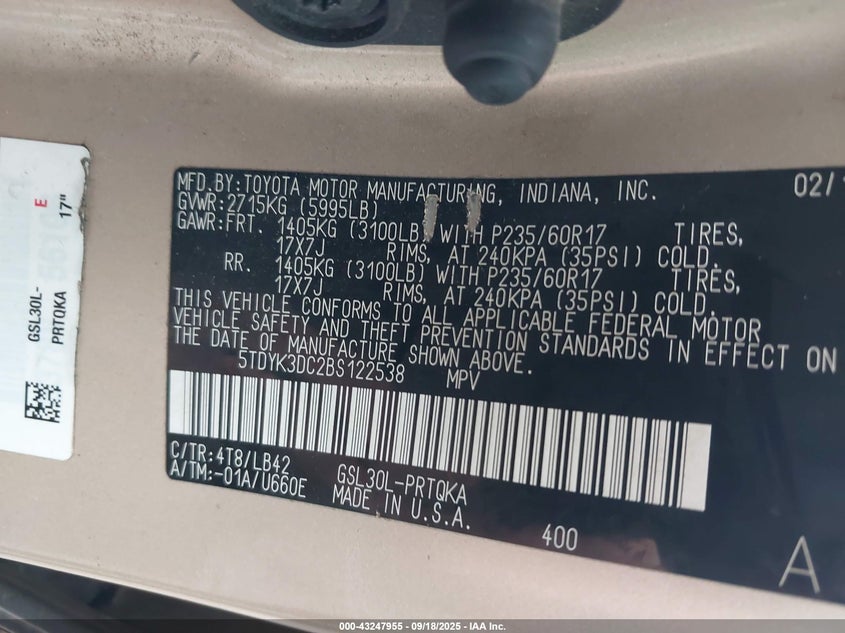 MFD.BY:TOYOTA MOTOR MANUFACTURING, INDIANA, INC. 02/
GVWR:2715KG (5995LB)
GAWR:FRT. 1405KG (3100LB) WITH P235/60R17 TIRES,
17X7J RIMS, AT 240KPA (35PSI) COLD.
RR. 1405KG (3100LB) WITH P235/60R17 TIRES,
17X7J RIMS, AT 240KPA (35PSI) COLD.
THIS VEHICLE CONFORMS TO ALL APPLICABLE FEDERAL MOTOR
VEHICLE SAFETY AND THEFT PREVENTION STANDARDS IN EFFECT ON
THE DATE OF MANUFACTURE SHOWN ABOVE.
5TDYK3DC2BS122538 MPV
C/TR:4T8/LB42
A/TM:-01A/U660E
GSL30L-PRTQKA
MADE IN U.S.A.
400
A
GSL30L-
PRTQKA
E
17"
000-43247955 - 09/18/2025 - IAA Inc.